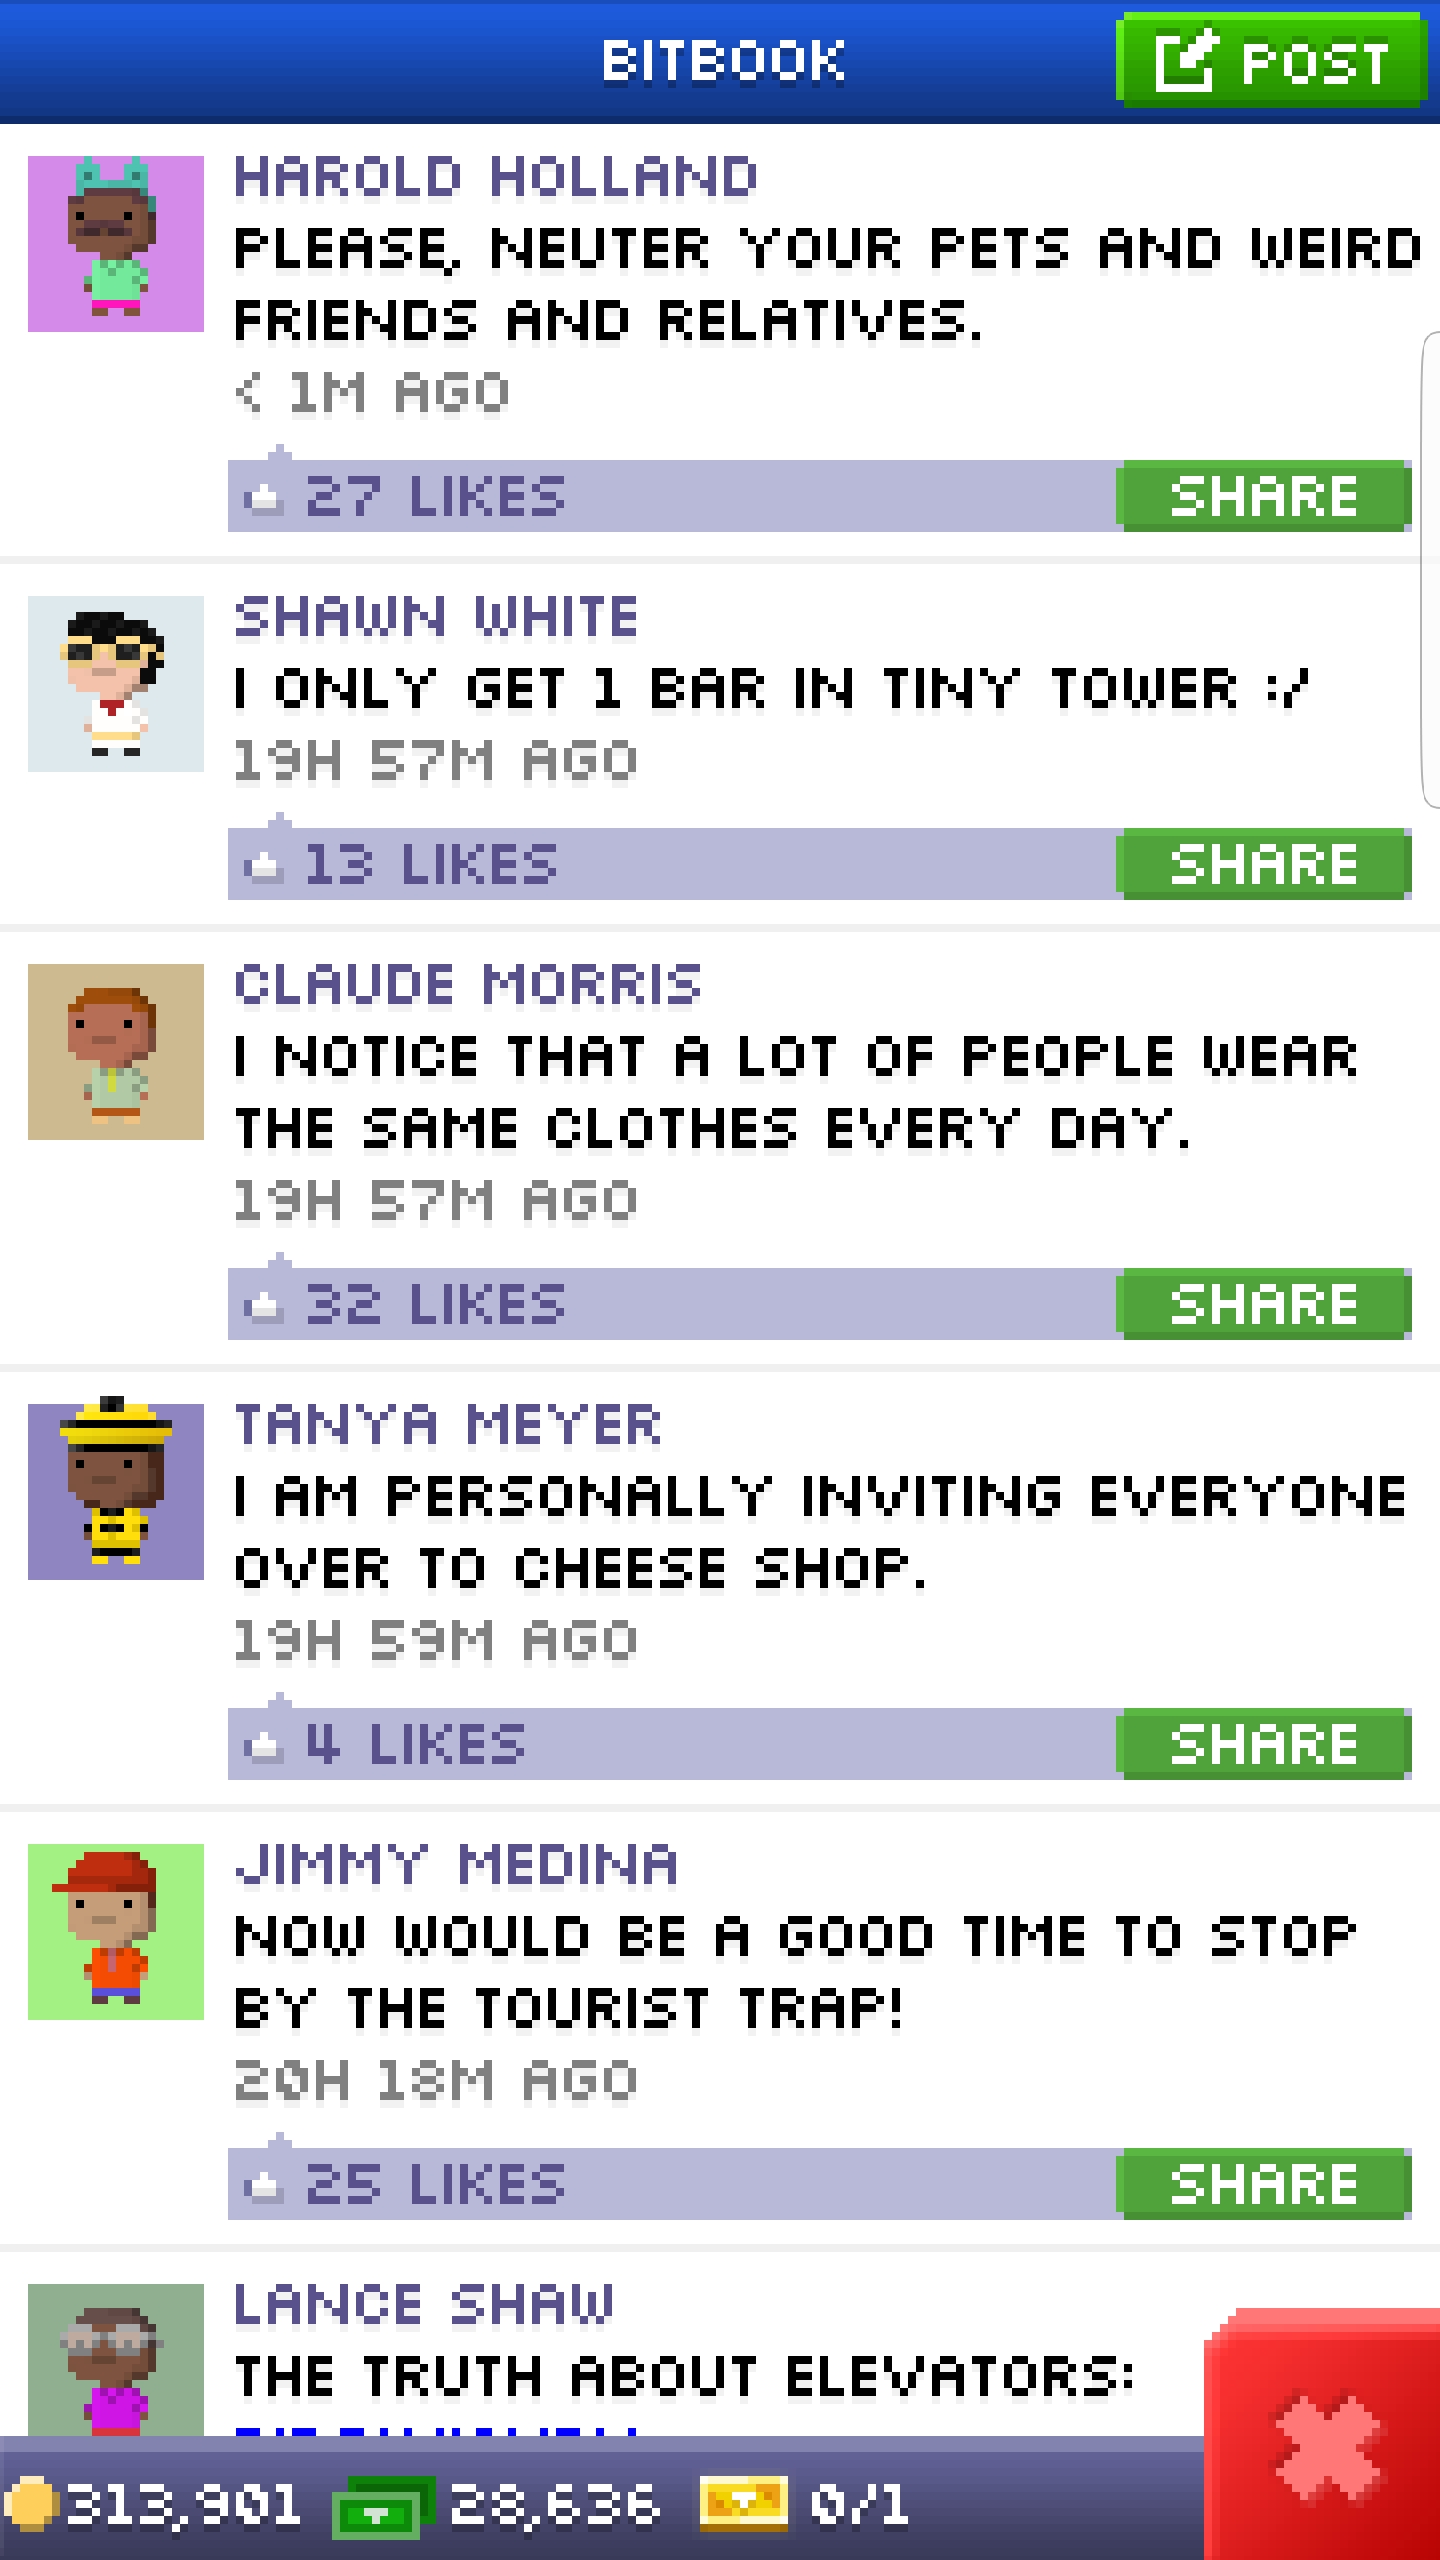 BITBOOK
POST
HAROLD HOLLAND
PLEASE, NEUTER YOUR PETS AND WEIRD
FRIENDS AND RELATIVES.
< 1M AGO
27 LIKES
SHARE
SHAWN WHITE
I ONLY GET 1 BAR IN TINY TOWER :/
19H 57M AGO
13 LIKES
SHARE
CLAUDE MORRIS
I NOTICE THAT A LOT OF PEOPLE WEAR
THE SAME CLOTHES EVERY DAY.
19H 57M AGO
32 LIKES
SHARE
TANYA MEYER
I AM PERSONALLY INVITING EVERYONE
OVER TO CHEESE SHOP.
19H 59M AGO
4 LIKES
SHARE
JIMMY MEDINA
NOW WOULD BE A GOOD TIME TO STOP
BY THE TOURIST TRAP!
20H 18M AGO
25 LIKES
SHARE
LANCE SHAW
THE TRUTH ABOUT ELEVATORS:
313,901 28,636 0/1